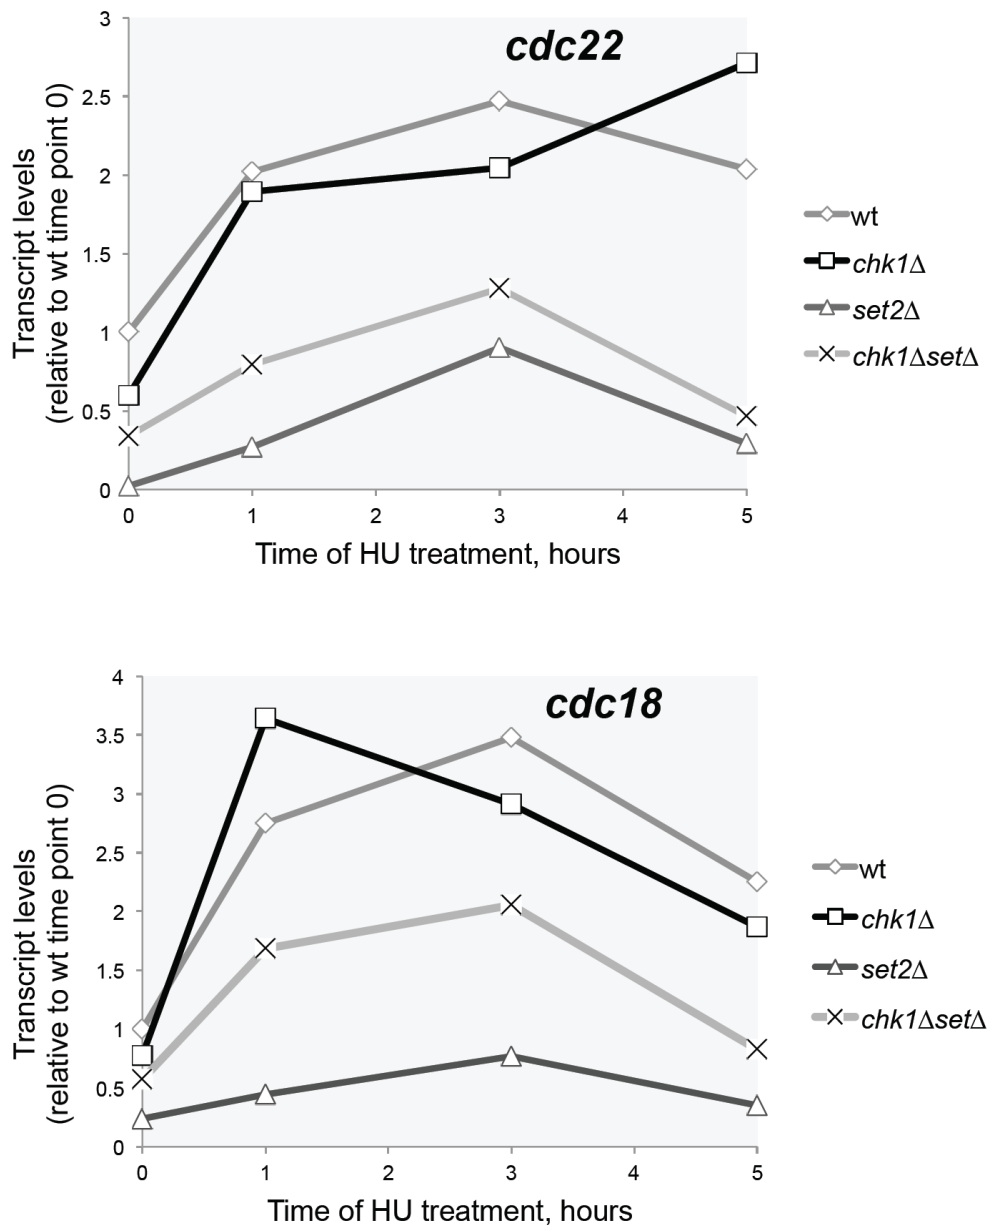 cdc22
3
2.5
2
1.5
1
0.5
0
Transcript levels
(relative to wt time point 0)
0 1 2 3 4 5
Time of HU treatment, hours
wt
chk1Δ
set2Δ
chk1ΔsetΔ
cdc18
4
3.5
3
2.5
2
1.5
1
0.5
0
Transcript levels
(relative to wt time point 0)
0 1 2 3 4 5
Time of HU treatment, hours
wt
chk1Δ
set2Δ
chk1ΔsetΔ